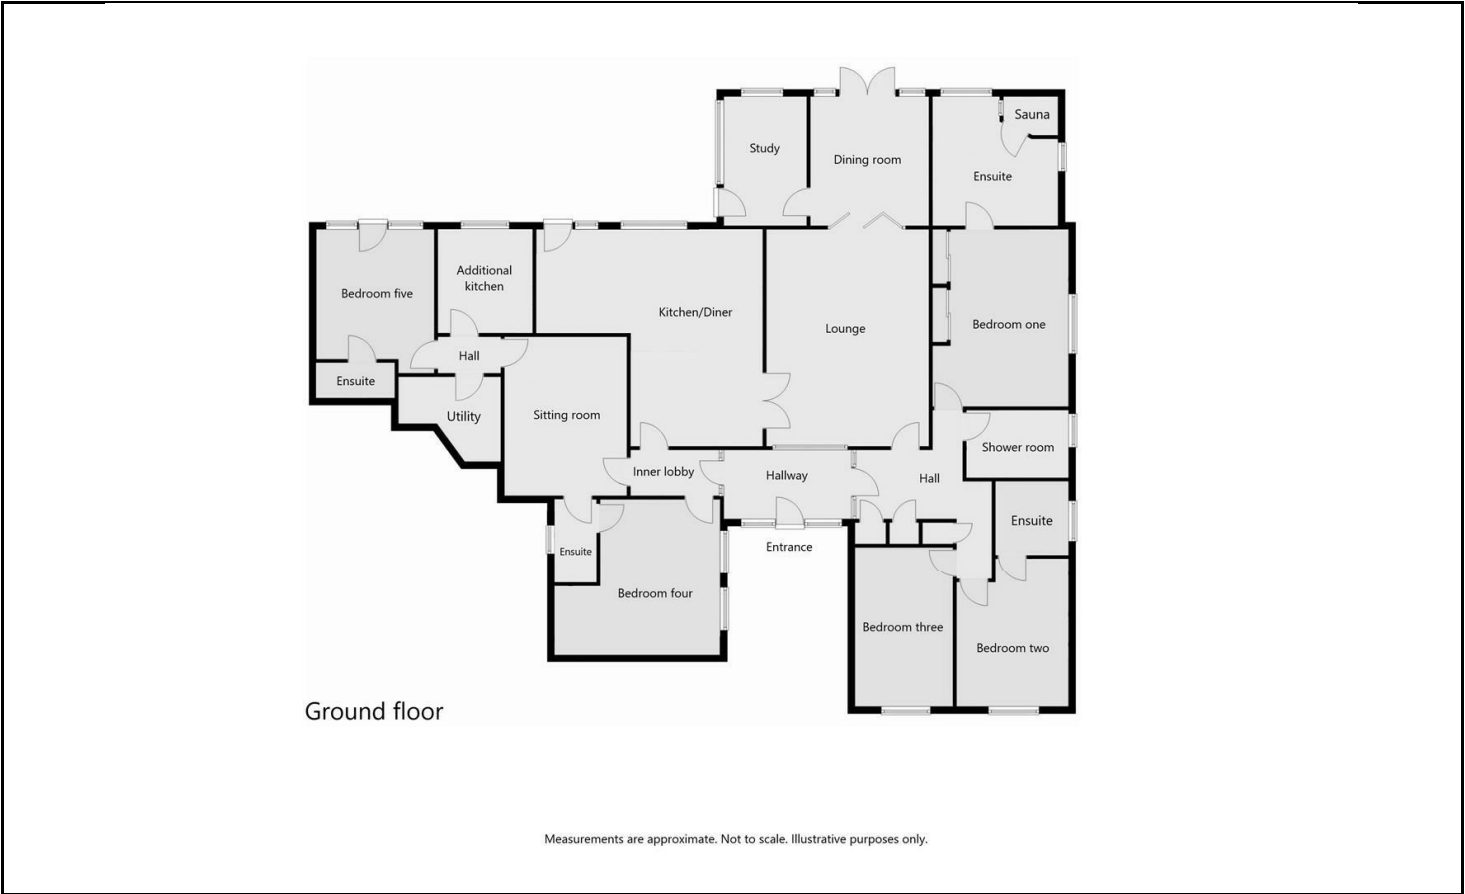 Sauna
Study
Dining room
Ensuite
Additional
kitchen
Bedroom five
Kitchen/Diner
Lounge
Bedroom one
Hall
Ensuite
Utility
Sitting room
Shower room
Inner lobby
Hallway
Hall
Ensuite
Entrance
Ensuite
Bedroom four
Bedroom three
Bedroom two
Ground floor
Measurements are approximate. Not to scale. Illustrative purposes only.